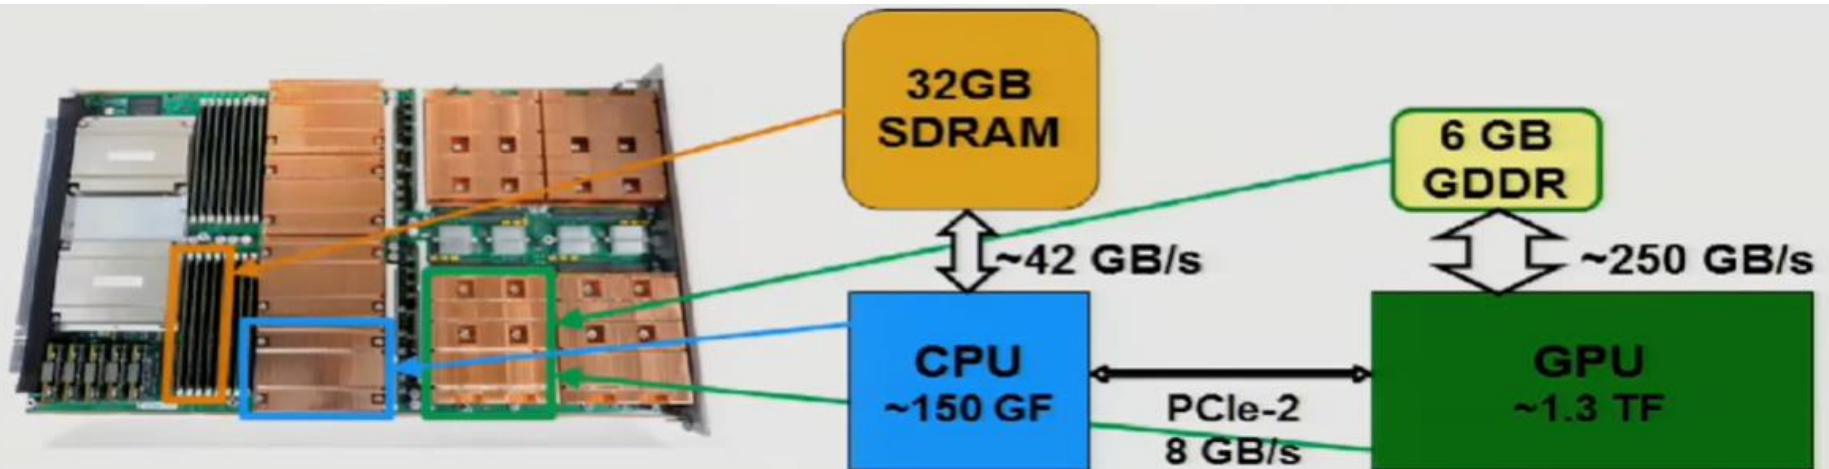 32GB
SDRAM
6 GB
GDDR
~42 GB/s
~250 GB/s
CPU
~150 GF
PCIe-2
8 GB/s
GPU
~1.3 TF